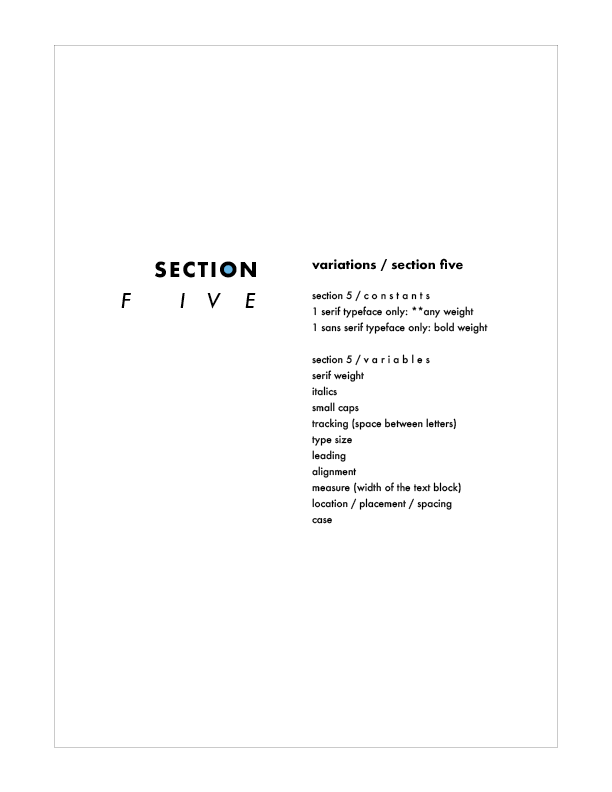 SECTION
F IVE
variations / section five
section 5 / c o n s t a n t s
1 serif typeface only: **any weight
1 sans serif typeface only: bold weight
section 5 / v a r i a b l e s
serif weight
italics
small caps
tracking (space between letters)
type size
leading
alignment
measure (width of the text block)
location / placement / spacing
case